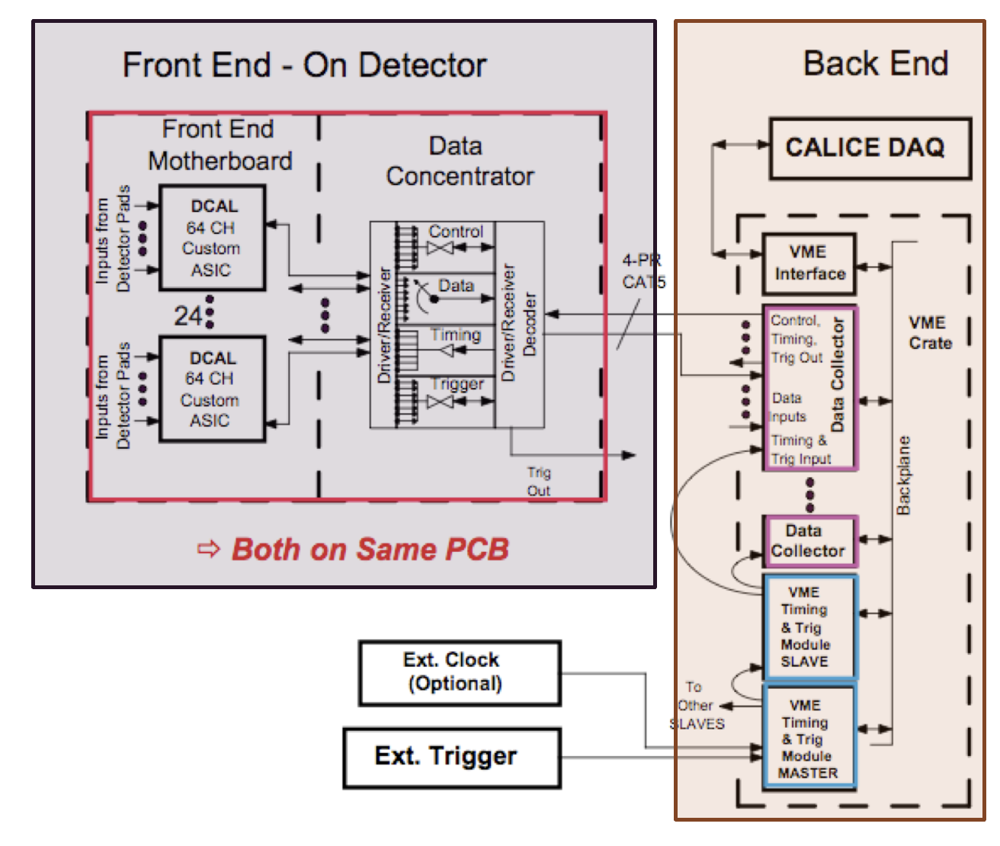 Front End - On Detector
Front End
Motherboard
Data
Concentrator
Inputs from
Detector Pads
DCAL
64 CH
Custom
ASIC
24
Inputs from
Detector Pads
DCAL
64 CH
Custom
ASIC
Driver/Receiver
Control
Data
Timing
Trigger
Driver/Receiver
Decoder
Trig
Out
⇨ Both on Same PCB
4-PR
CAT5
Ext. Clock
(Optional)
Ext. Trigger
Back End
CALICE DAQ
VME
Interface
VME
Crate
Control,
Timing,
Trig Out
Data
Inputs
Timing &
Trig Input
Data Collector
Backplane
Data
Collector
VME
Timing
& Trig
Module
SLAVE
To
Other
SLAVES
VME
Timing
& Trig
Module
MASTER